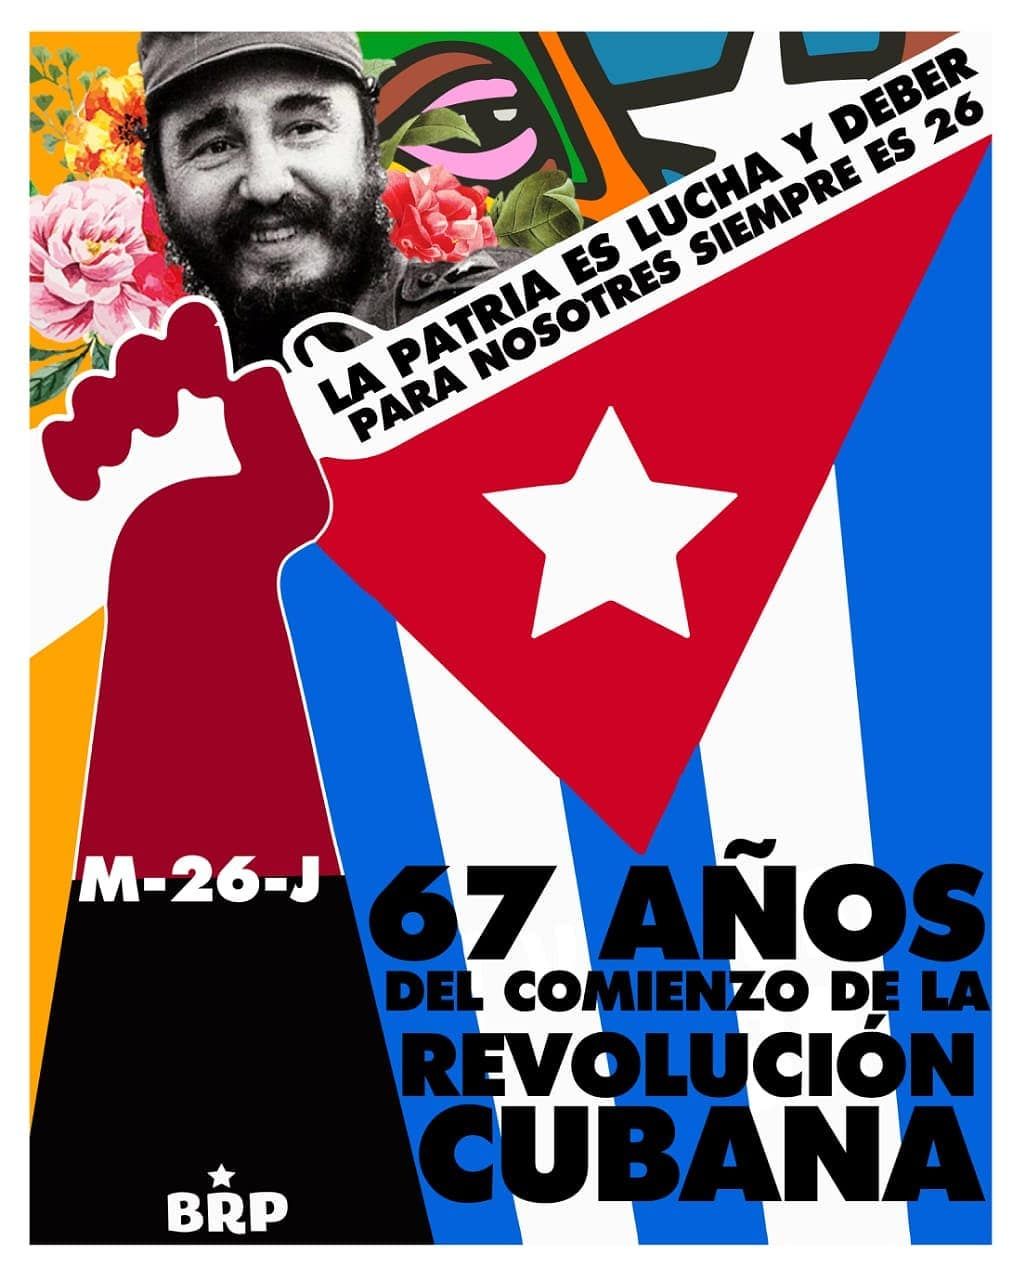 LA PATRIA ES LUCHA Y DEBER
PARA NOSOTRES SIEMPRE ES 26
M-26-J
67 AÑOS
DEL COMIENZO DE LA
REVOLUCIÓN
CUBANA
BRP